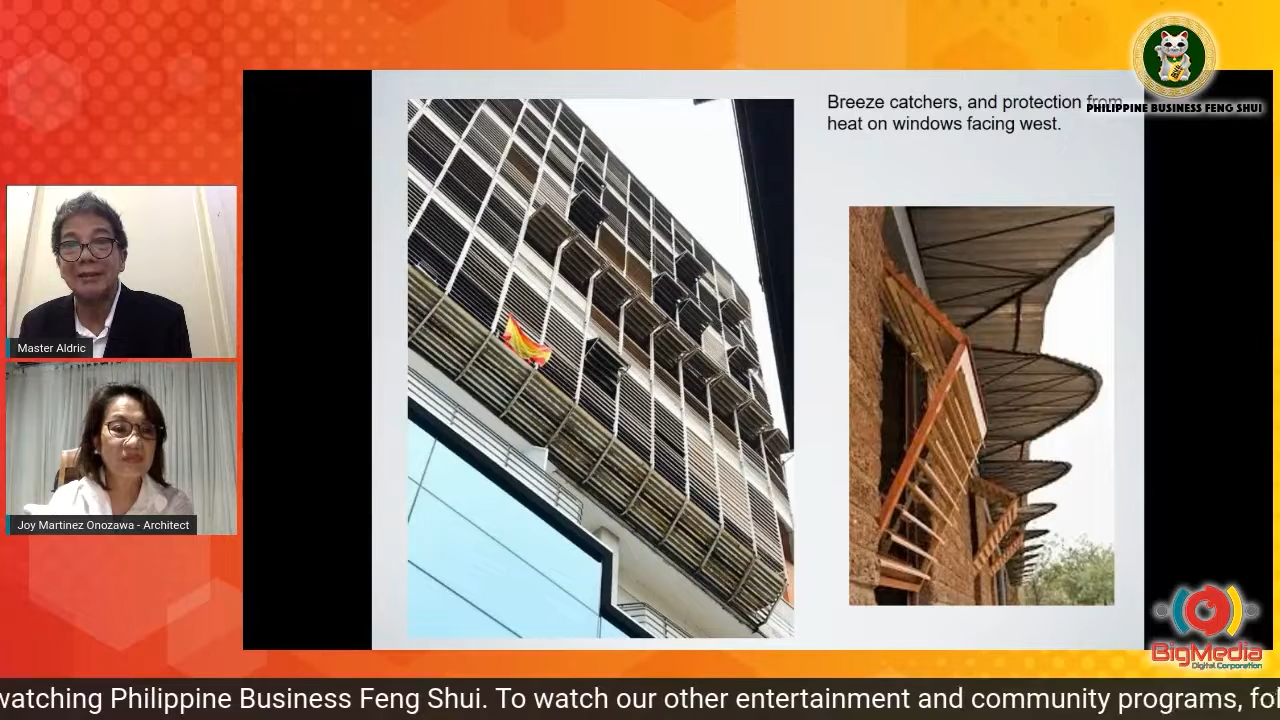 Breeze catchers, and protection from
heat on windows facing west.
PHILIPPINE BUSINESS FENG SHUI
Master Aldric
Joy Martinez Onozawa - Architect
BigMedia
Digital Corporation
watching Philippine Business Feng Shui. To watch our other entertainment and community programs, fo